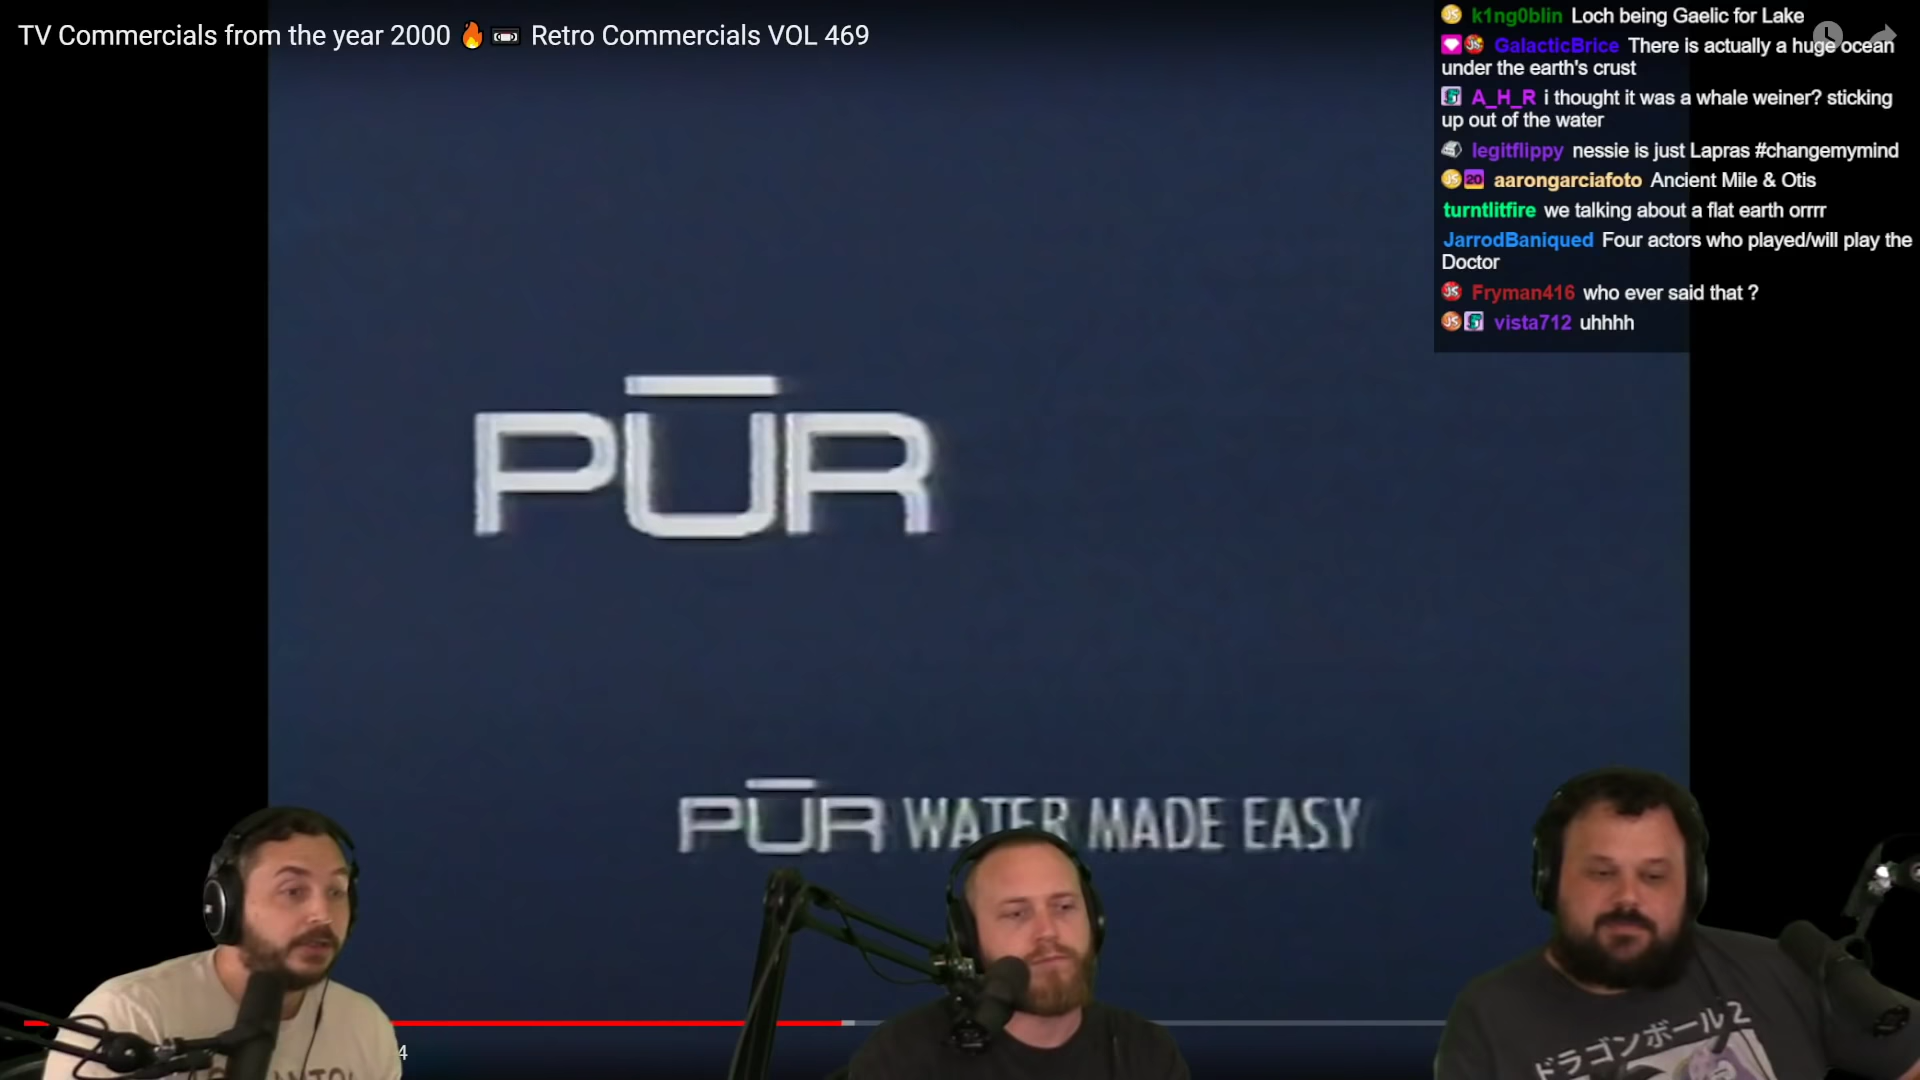 TV Commercials from the year 2000 🔥📼 Retro Commercials VOL 469
k1ng0blin Loch being Gaelic for Lake
GalacticBrice There is actually a huge ocean
under the earth's crust
A_H_R i thought it was a whale weiner? sticking
up out of the water
legitflippy nessie is just Lapras #changemymind
20 aarongarciafoto Ancient Mile & Otis
turntlitfire we talking about a flat earth orrrr
JarrodBaniqued Four actors who played/will play the
Doctor
Fryman416 who ever said that ?
vista712 uhhhh
PŪR
PŪR WATER MADE EASY
4
ドラゴンボール2